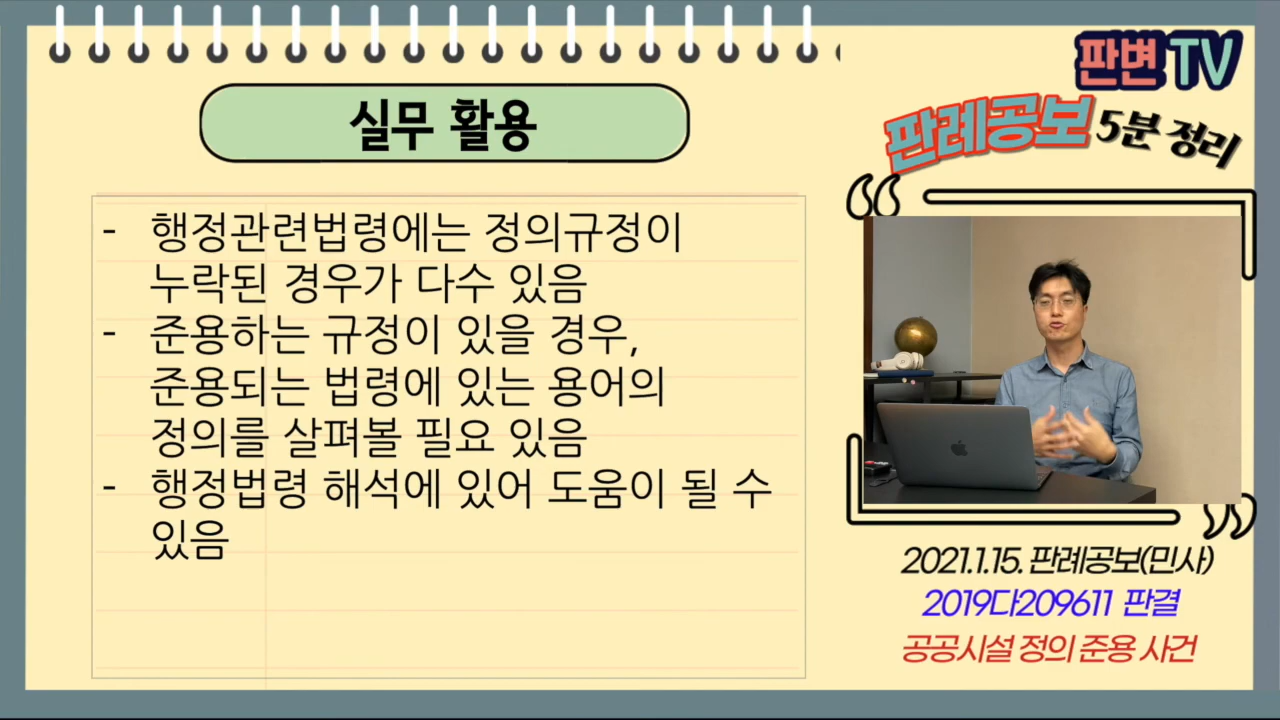 판변TV
판례공보 5분 정리
실무 활용
- 행정관련법령에는 정의규정이
누락된 경우가 다수 있음
- 준용하는 규정이 있을 경우,
준용되는 법령에 있는 용어의
정의를 살펴볼 필요 있음
- 행정법령 해석에 있어 도움이 될 수
있음
2021.1.15. 판례공보(민사)
2019다209611 판결
공공시설 정의 준용 사건